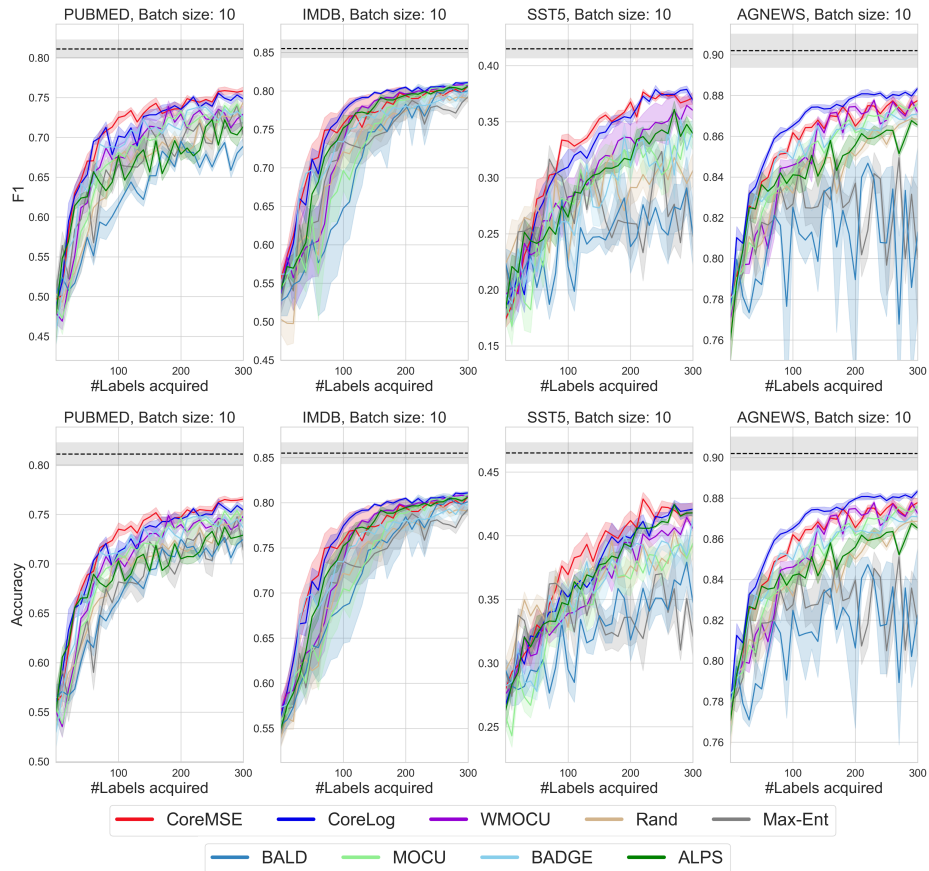 PUBMED, Batch size: 10
IMDB, Batch size: 10
SST5, Batch size: 10
AGNEWS, Batch size: 10
F1
0.80
0.75
0.70
0.65
0.60
0.55
0.50
0.45
0.85
0.80
0.75
0.70
0.65
0.60
0.55
0.50
0.45
0.40
0.35
0.30
0.25
0.20
0.15
0.90
0.88
0.86
0.84
0.82
0.80
0.78
0.76
100 200 300
100 200 300
100 200 300
100 200 300
#Labels acquired
#Labels acquired
#Labels acquired
#Labels acquired
PUBMED, Batch size: 10
IMDB, Batch size: 10
SST5, Batch size: 10
AGNEWS, Batch size: 10
Accuracy
0.80
0.75
0.70
0.65
0.60
0.55
0.50
0.85
0.80
0.75
0.70
0.65
0.60
0.55
0.45
0.40
0.35
0.30
0.25
0.90
0.88
0.86
0.84
0.82
0.80
0.78
0.76
100 200 300
100 200 300
100 200 300
100 200 300
#Labels acquired
#Labels acquired
#Labels acquired
#Labels acquired
CoreMSE CoreLog WMOCU Rand Max-Ent
BALD MOCU BADGE ALPS